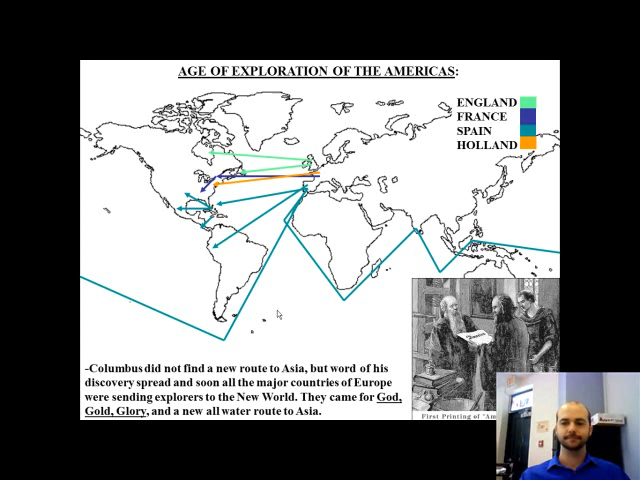 AGE OF EXPLORATION OF THE AMERICAS:
ENGLAND
FRANCE
SPAIN
HOLLAND
-Columbus did not find a new route to Asia, but word of his
discovery spread and soon all the major countries of Europe
were sending explorers to the New World. They came for God,
Gold, Glory, and a new all water route to Asia.
First Printing of "Am